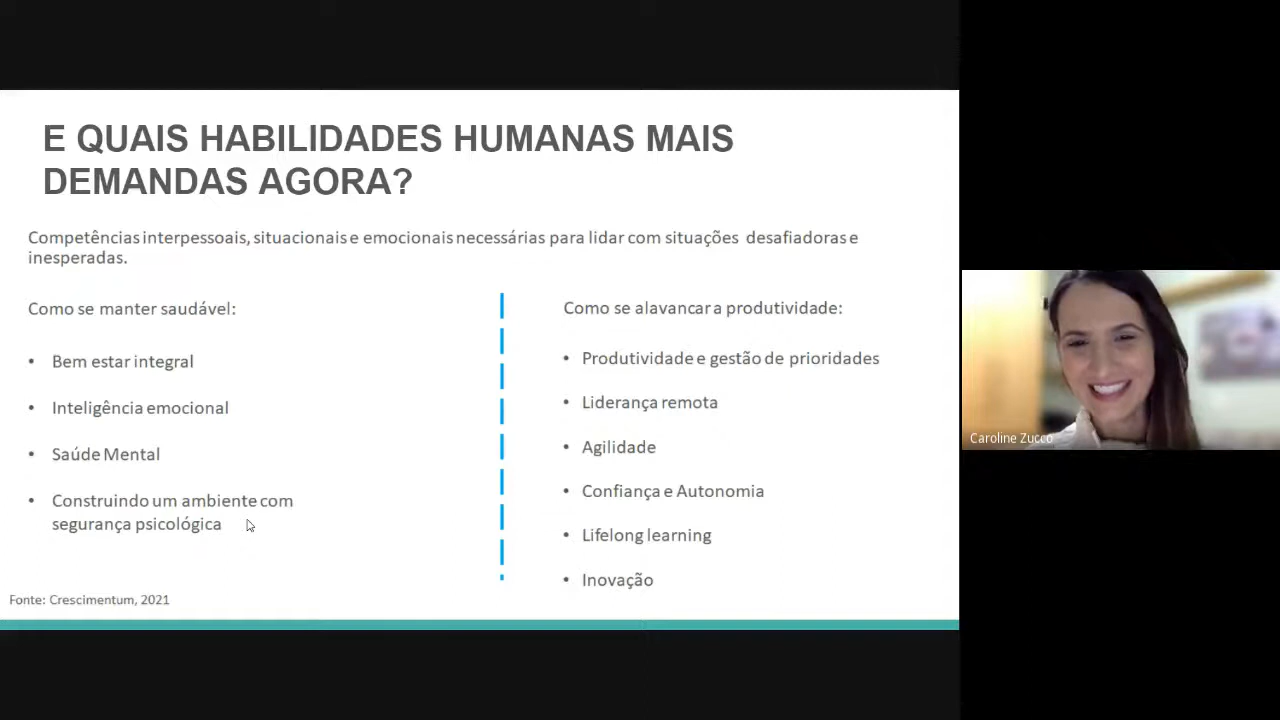 E QUAIS HABILIDADES HUMANAS MAIS
DEMANDAS AGORA?
Competências interpessoais, situacionais e emocionais necessárias para lidar com situações desafiadoras e
inesperadas.
Como se manter saudável:
• Bem estar integral
• Inteligência emocional
• Saúde Mental
• Construindo um ambiente com
segurança psicológica
Como se alavancar a produtividade:
• Produtividade e gestão de prioridades
• Liderança remota
• Agilidade
• Confiança e Autonomia
• Lifelong learning
• Inovação
Fonte: Crescimentum, 2021
Caroline Zucco